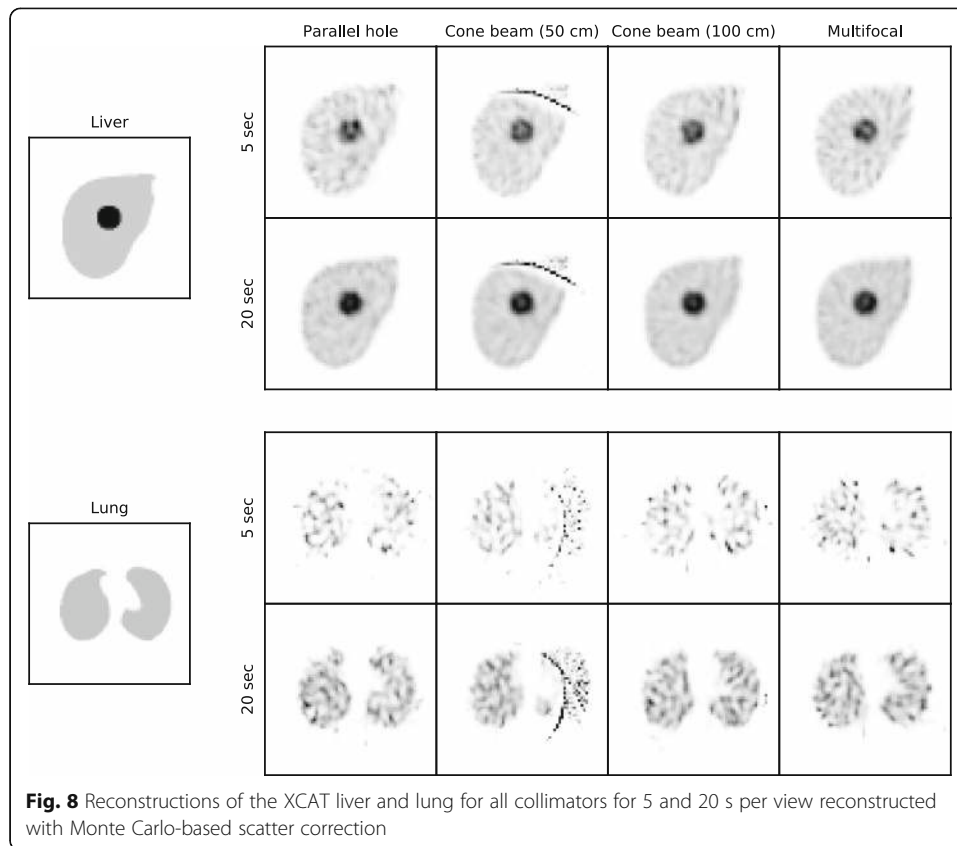 Parallel hole Cone beam (50 cm) Cone beam (100 cm) Multifocal
Liver
5 sec
20 sec
Lung
5 sec
20 sec
Fig. 8 Reconstructions of the XCAT liver and lung for all collimators for 5 and 20 s per view reconstructed
with Monte Carlo-based scatter correction